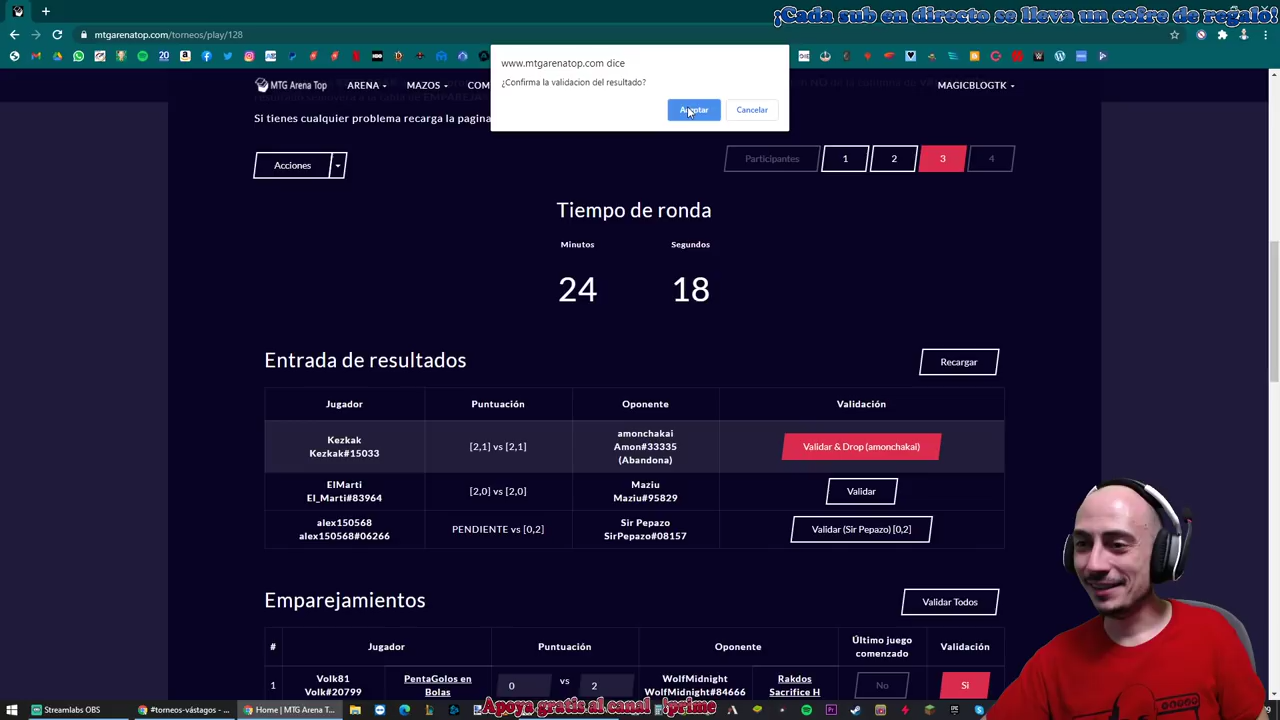 ¡Cada sub en directo se lleva un cofre de regalo!
mtgarenatop.com/torneos/play/128
www.mtgarenatop.com dice
¿Confirma la validacion del resultado?
Aceptar
Cancelar
MTG Arena Top
ARENA
MAZOS
COM
MAGICBLOGTK
Si tienes cualquier problema recarga la pagina
Acciones
Participantes
1
2
3
4
Tiempo de ronda
Minutos
Segundos
24
18
Entrada de resultados
Recargar
Jugador
Puntuación
Oponente
Validación
Kezkak
Kezkak#15033
[2,1] vs [2,1]
amonchakai
Amon#33335
(Abandona)
Validar & Drop (amonchakai)
ElMarti
El_Marti#83964
[2,0] vs [2,0]
Maziu
Maziu#95829
Validar
alex150568
alex150568#06266
PENDIENTE vs [0,2]
Sir Pepazo
SirPepazo#08157
Validar (Sir Pepazo) [0,2]
Emparejamientos
Validar Todos
#
Jugador
Puntuación
Oponente
Último juego
comenzado
Validación
1
Volk81
Volk#20799
PentaGolos en
Bolas
0
vs
2
WolfMidnight
WolfMidnight#84666
Rakdos
Sacrifice H
No
Si
Streamlabs OBS
#torneos-vástagos - ...
Home | MTG Arena T...